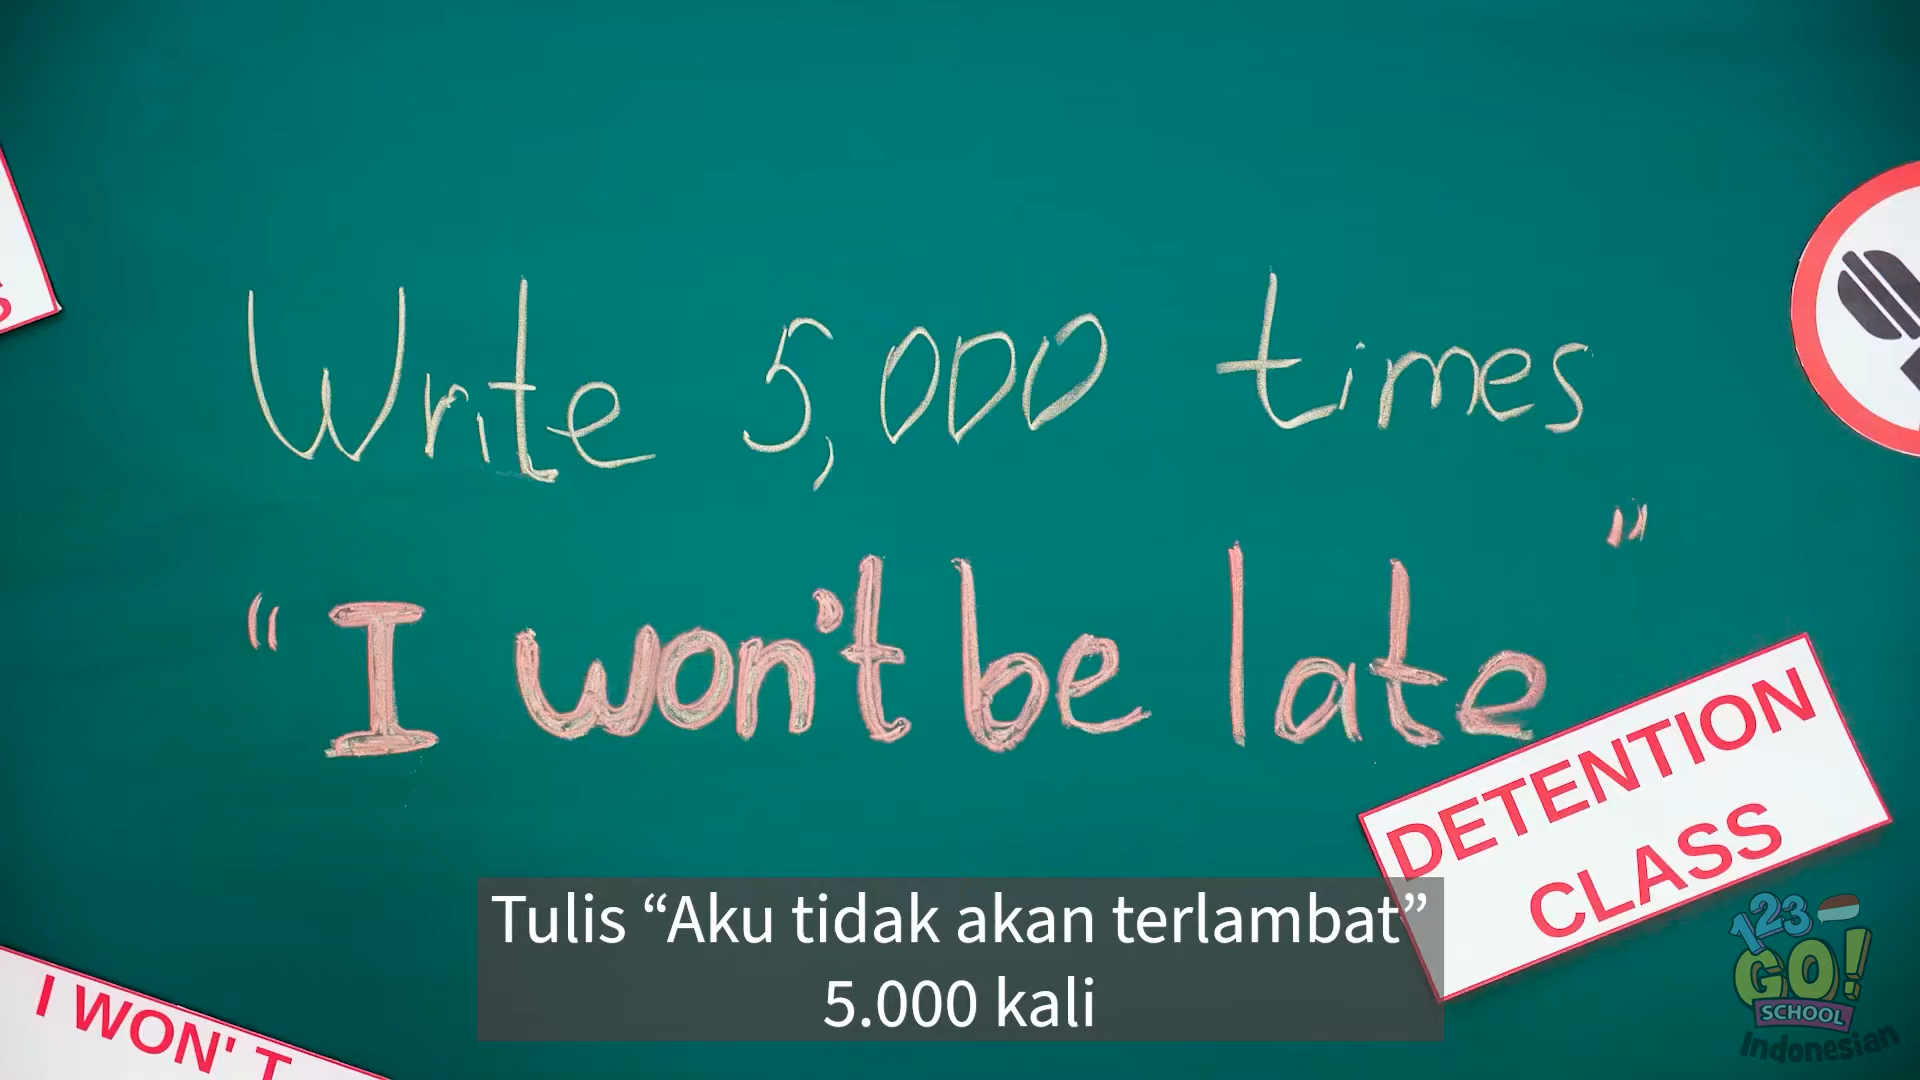 S
Write 5,000 times
“I won't be late”
DETENTION
CLASS
Tulis “Aku tidak akan terlambat”
5.000 kali
I WON' T
123
GO!
SCHOOL
Indonesian